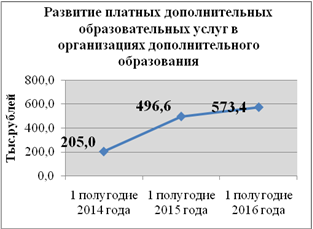 Развитие платных дополнительных
образовательных услуг в
организациях дополнительного
образования
Тыс.рублей
800,0
600,0
400,0
200,0
0,0
205,0
496,6
573,4
1 полугодие
2014 года
1 полугодие
2015 года
1 полугодие
2016 года